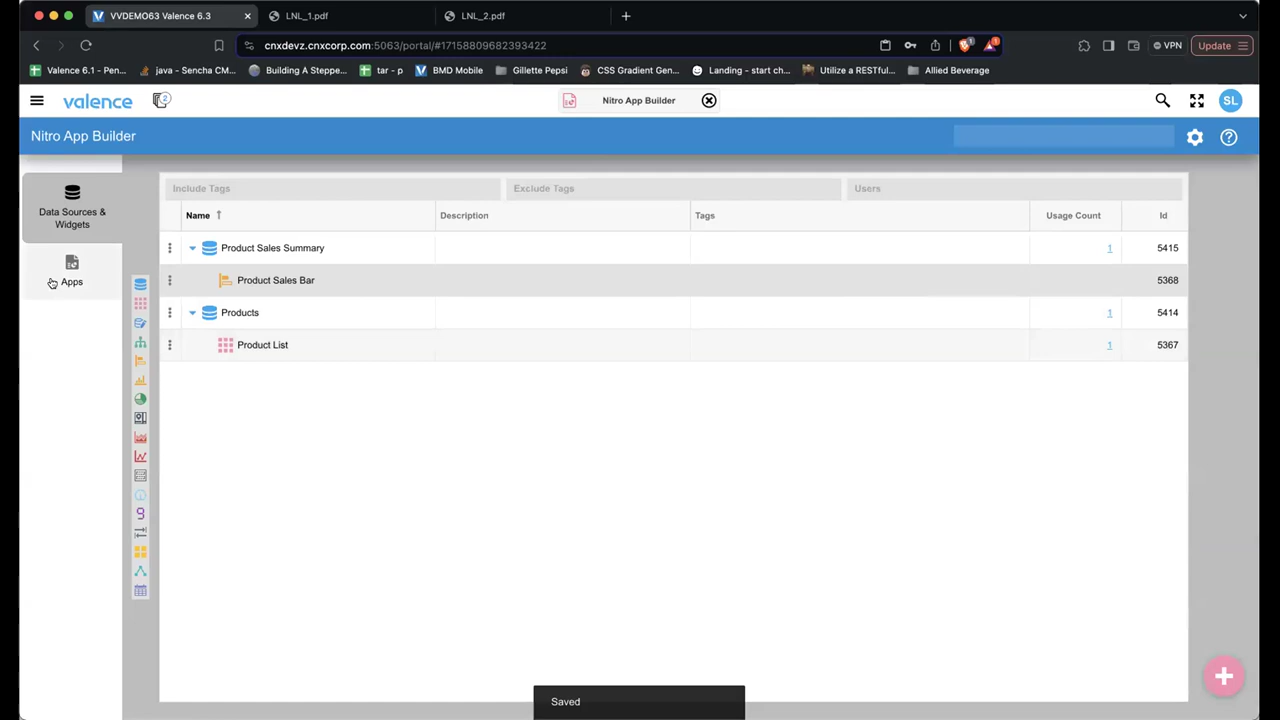 VVDEMO63 Valence 6.3
LNL_1.pdf
LNL_2.pdf
cnxdevz.cnxcorp.com:5063/portal/#17158809682393422
VPN
Update
Valence 6.1 - Pen...
java - Sencha CM...
Building A Steppe...
tar - p
BMD Mobile
Gillette Pepsi
CSS Gradient Gen...
Landing - start ch...
Utilize a RESTful...
Allied Beverage
valence
2
Nitro App Builder
SL
Nitro App Builder
Data Sources &
Widgets
Apps
Include Tags
Exclude Tags
Users
Name
Description
Tags
Usage Count
Id
Product Sales Summary
1
5415
Product Sales Bar
5368
Products
1
5414
Product List
1
5367
Saved